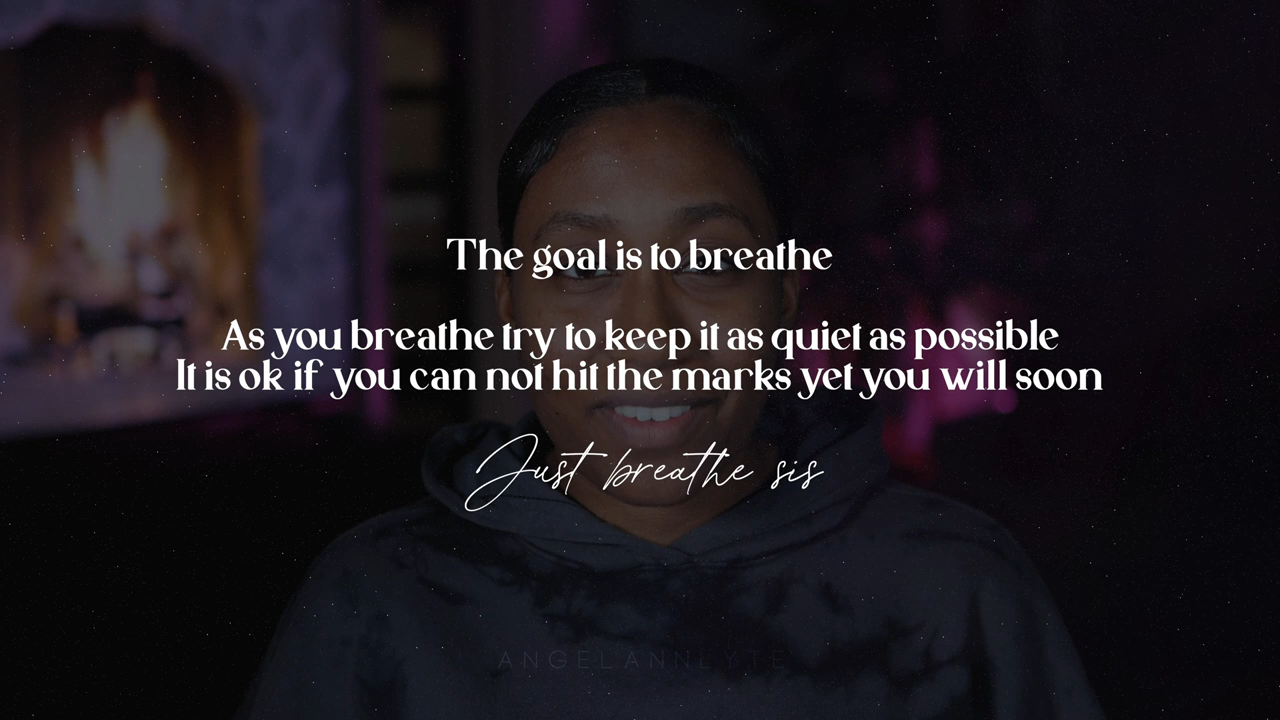 The goal is to breathe
As you breathe try to keep it as quiet as possible
It is ok if you can not hit the marks yet you will soon
Just breathe sis
ANGELANNLYTE